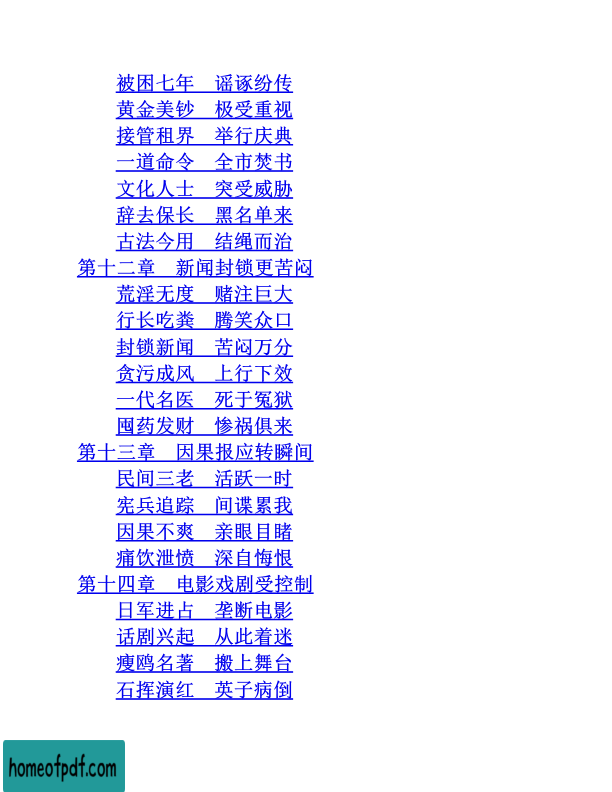 被困七年　谣诼纷传
黄金美钞　极受重视
接管租界　举行庆典
一道命令　全市焚书
文化人士　突受威胁
辞去保长　黑名单来
古法今用　结绳而治
第十二章　新闻封锁更苦闷
荒淫无度　赌注巨大
行长吃粪　腾笑众口
封锁新闻　苦闷万分
贪污成风　上行下效
一代名医　死于冤狱
囤药发财　惨祸俱来
第十三章　因果报应转瞬间
民间三老　活跃一时
宪兵追踪　间谍累我
因果不爽　亲眼目睹
痛饮泄愤　深自悔恨
第十四章　电影戏剧受控制
日军进占　垄断电影
话剧兴起　从此着迷
瘦鸥名著　搬上舞台
石挥演红　英子病倒
homeofpdf.com